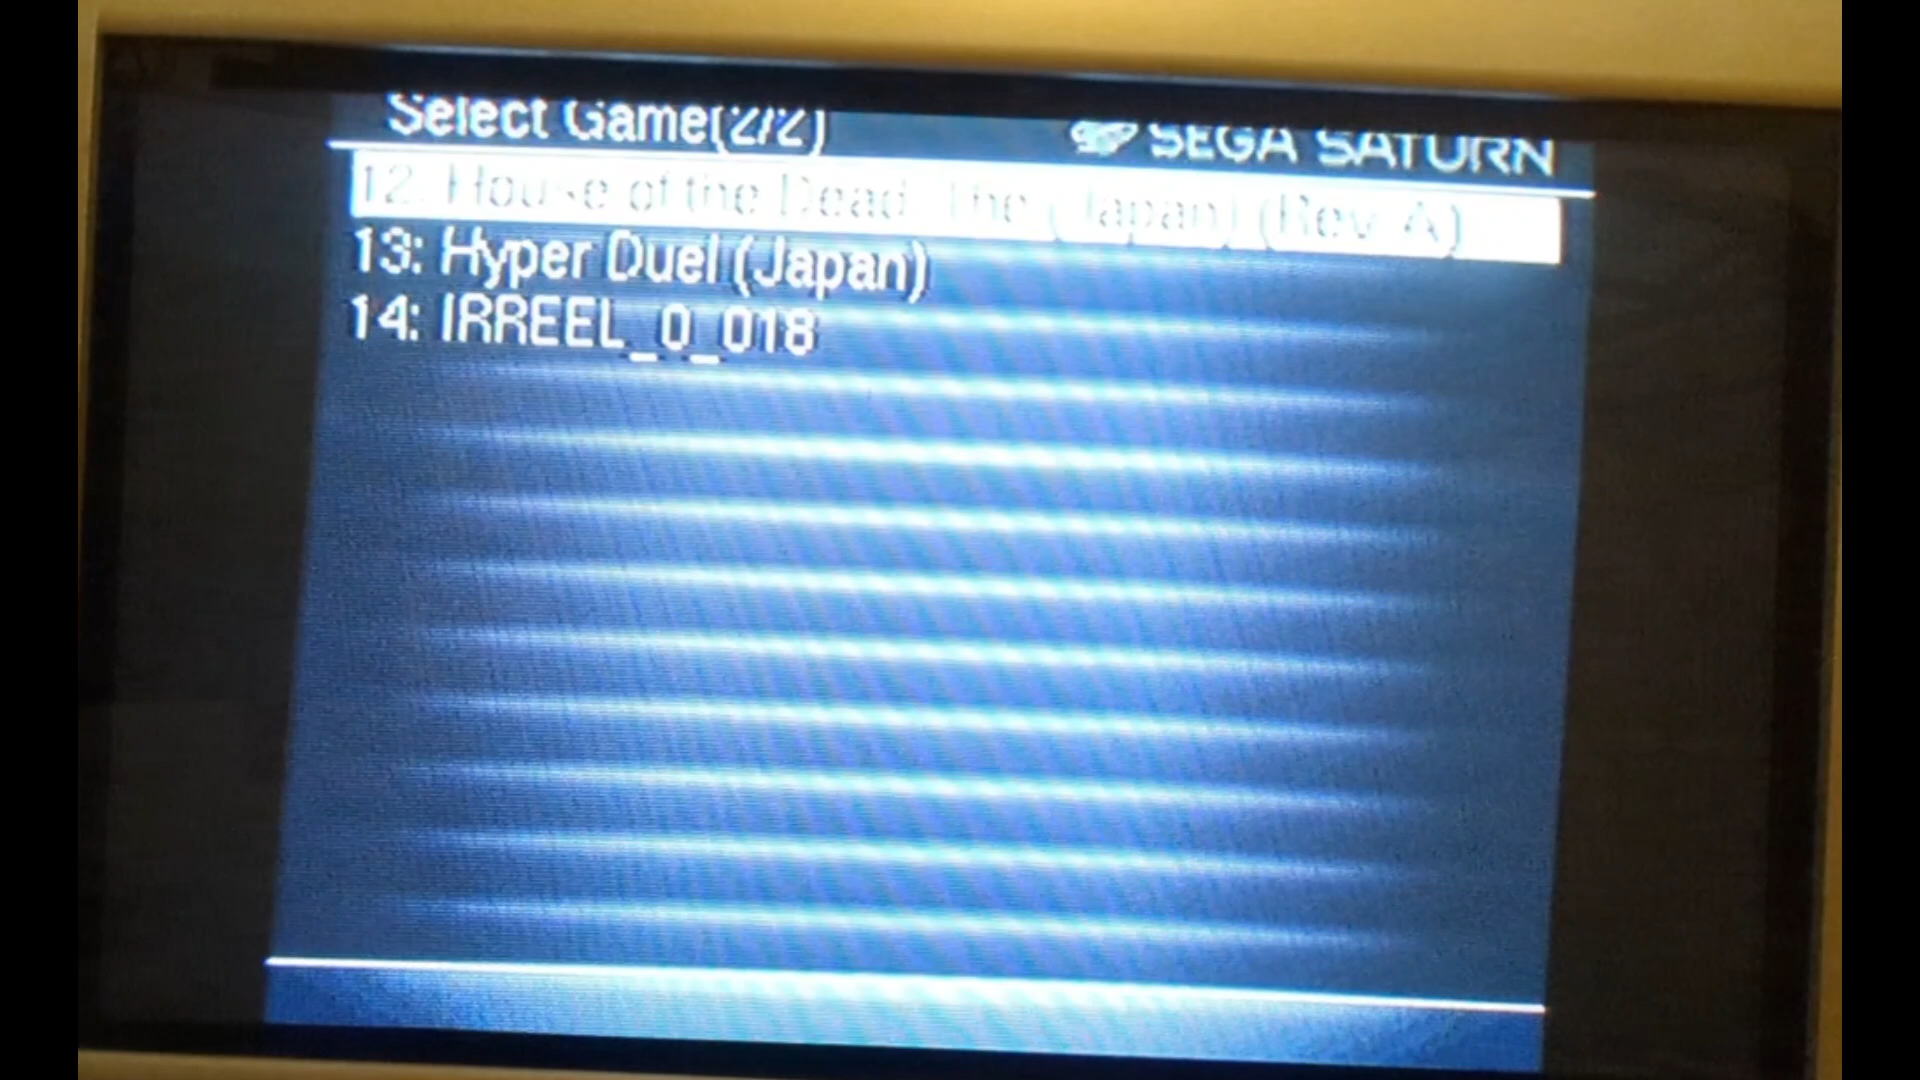 Select Game(2/2)
SEGA SATURN
12: House of the Dead, The (Japan) (Rev A)
13: Hyper Duel (Japan)
14: IRREEL_0_018